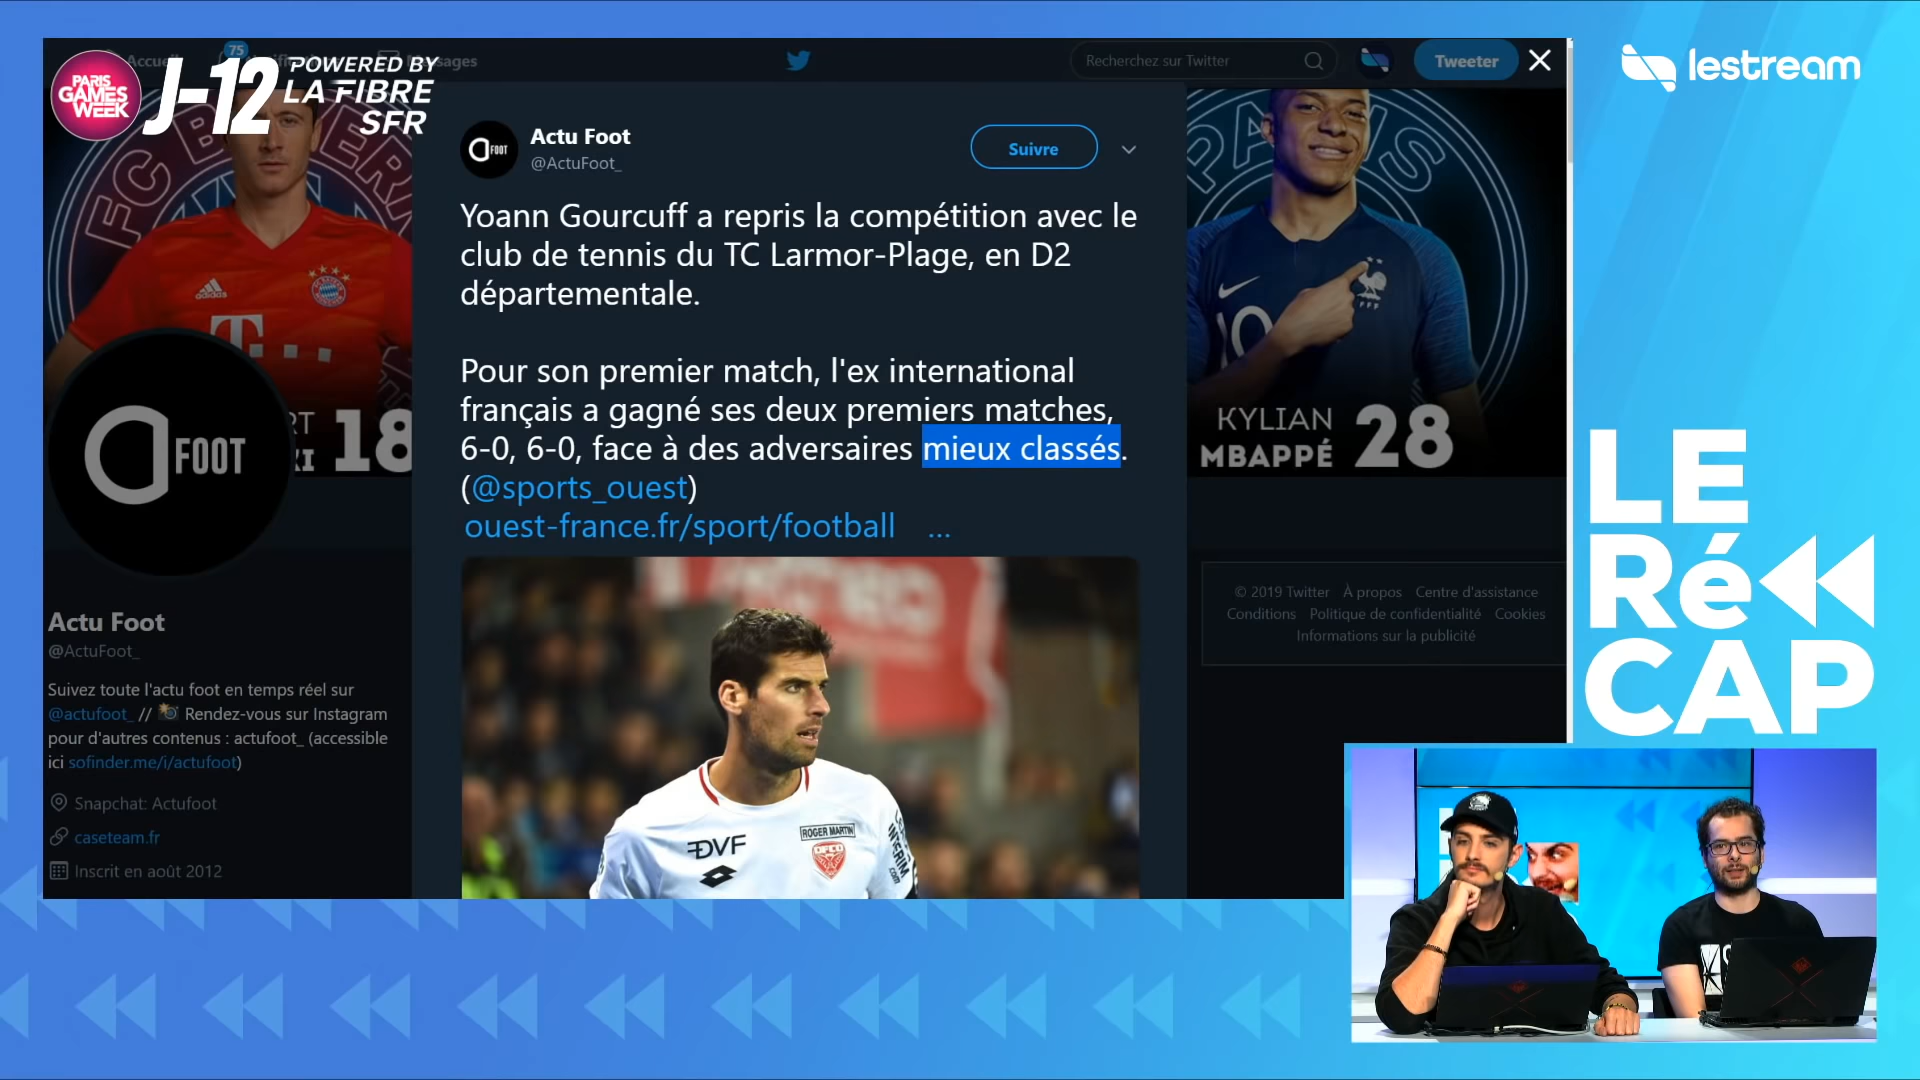 PARIS
GAMES
WEEK
J-12
POWERED BY
LA FIBRE
SFR
75
Recherchez sur Twitter
Tweeter
lestream
FOOT
Actu Foot
@ActuFoot_
Suivre
Yoann Gourcuff a repris la compétition avec le
club de tennis du TC Larmor-Plage, en D2
départementale.
Pour son premier match, l'ex international
français a gagné ses deux premiers matches,
6-0, 6-0, face à des adversaires mieux classés.
(@sports_ouest)
ouest-france.fr/sport/football …
18
KYLIAN
MBAPPÉ 28
FOOT
Actu Foot
@ActuFoot_
Suivez toute l'actu foot en temps réel sur
@actufoot_ // Rendez-vous sur Instagram
pour d'autres contenus : actufoot_ (accessible
ici sofinder.me/i/actufoot)
Snapchat: Actufoot
caseteam.fr
Inscrit en août 2012
© 2019 Twitter À propos Centre d'assistance
Conditions Politique de confidentialité Cookies
Informations sur la publicité
DVF
ROGER MARTIN
DFCO
LE
Ré
CAP